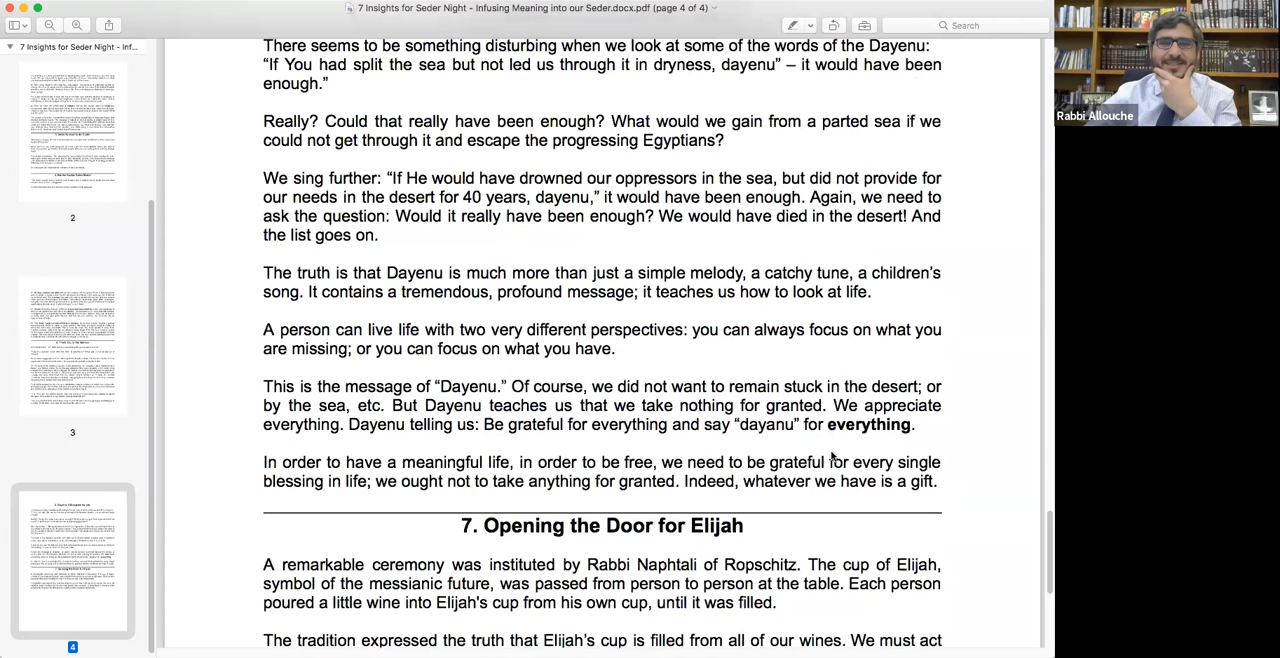 7 Insights for Seder Night - Infusing Meaning into our Seder.docx.pdf (page 4 of 4)
Search
7 Insights for Seder Night - Inf...
2
3
4
There seems to be something disturbing when we look at some of the words of the Dayenu:
“If You had split the sea but not led us through it in dryness, dayenu” – it would have been
enough.”
Really? Could that really have been enough? What would we gain from a parted sea if we
could not get through it and escape the progressing Egyptians?
We sing further: “If He would have drowned our oppressors in the sea, but did not provide for
our needs in the desert for 40 years, dayenu,” it would have been enough. Again, we need to
ask the question: Would it really have been enough? We would have died in the desert! And
the list goes on.
The truth is that Dayenu is much more than just a simple melody, a catchy tune, a children’s
song. It contains a tremendous, profound message; it teaches us how to look at life.
A person can live life with two very different perspectives: you can always focus on what you
are missing; or you can focus on what you have.
This is the message of “Dayenu.” Of course, we did not want to remain stuck in the desert; or
by the sea, etc. But Dayenu teaches us that we take nothing for granted. We appreciate
everything. Dayenu telling us: Be grateful for everything and say “dayanu” for everything.
In order to have a meaningful life, in order to be free, we need to be grateful for every single
blessing in life; we ought not to take anything for granted. Indeed, whatever we have is a gift.
7. Opening the Door for Elijah
A remarkable ceremony was instituted by Rabbi Naphtali of Ropschitz. The cup of Elijah,
symbol of the messianic future, was passed from person to person at the table. Each person
poured a little wine into Elijah's cup from his own cup, until it was filled.
The tradition expressed the truth that Elijah’s cup is filled from all of our wines. We must act
Rabbi Allouche